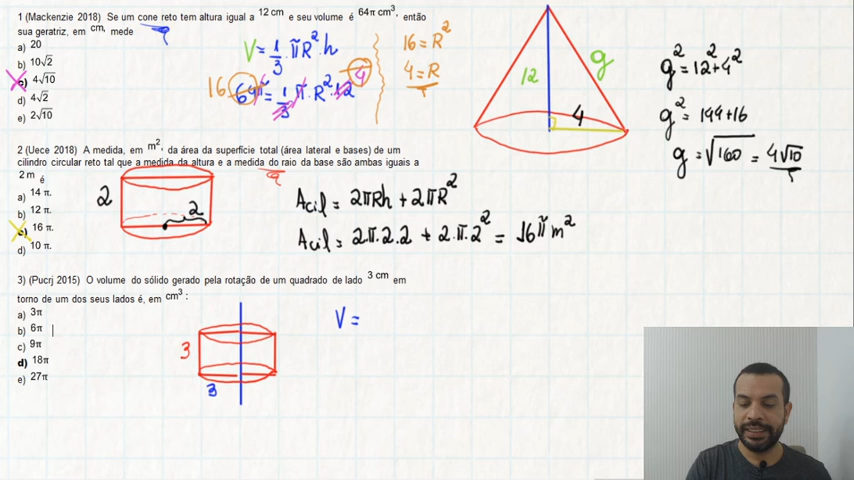 1 (Mackenzie 2018) Se um cone reto tem altura igual a 12 cm e seu volume é 64π cm³, então
sua geratriz, em cm, mede
a) 20
b) 10√2
c) 4√10
d) 4√2
e) 2√10
V = 1/3 . πR² . h
16 64π = 1/3 . π . R² . 12 4
16 = R²
4 = R
12
g
4
g² = 12² + 4²
g² = 144 + 16
g = √160 = 4√10
2 (Uece 2018) A medida, em m², da área da superfície total (área lateral e bases) de um
cilindro circular reto tal que a medida da altura e a medida do raio da base são ambas iguais a
2 m é
a) 14 π.
b) 12 π.
c) 16 π.
d) 10 π.
2
2
Acil = 2πRh + 2πR²
Acil = 2.π.2.2 + 2.π.2² = 16π m²
3) (Pucrj 2015) O volume do sólido gerado pela rotação de um quadrado de lado 3 cm em
torno de um dos seus lados é, em cm³ :
a) 3π
b) 6π
c) 9π
d) 18π
e) 27π
3
3
V =